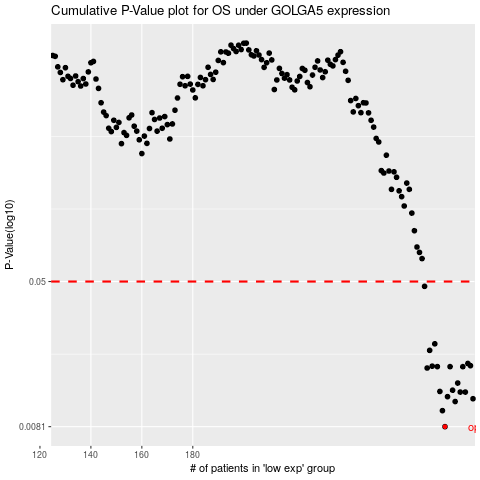 Cumulative P-Value plot for OS under GOLGA5 expression
P-Value(log10)
0.05
0.0081
op
120 140 160 180
# of patients in 'low exp' group